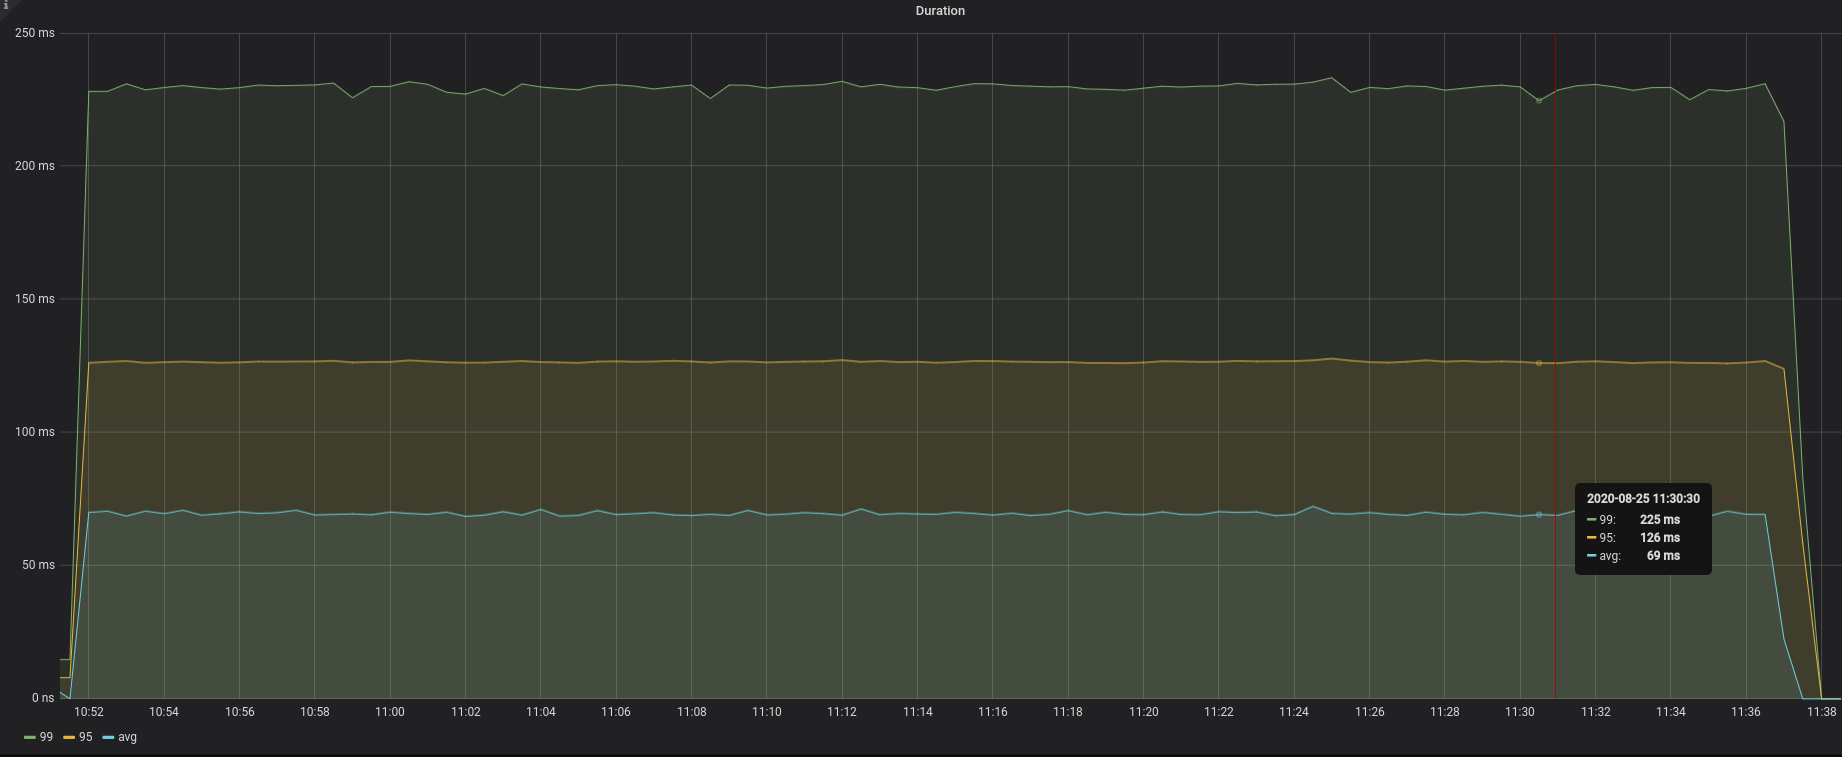 i
Duration
250 ms
200 ms
150 ms
100 ms
50 ms
0 ns
2020-08-25 11:30:30
99: 225 ms
95: 126 ms
avg: 69 ms
10:52 10:54 10:56 10:58 11:00 11:02 11:04 11:06 11:08 11:10 11:12 11:14 11:16 11:18 11:20 11:22 11:24 11:26 11:28 11:30 11:32 11:34 11:36 11:38
99 95 avg